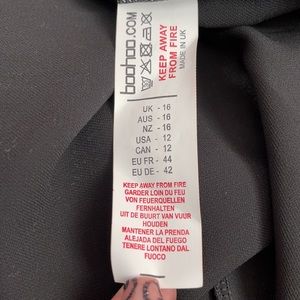 boohoo.COM
KEEP AWAY
FROM FIRE
MADE IN UK
UK - 16
AUS - 16
NZ - 16
USA - 12
CAN - 12
EU FR - 44
EU DE - 42
KEEP AWAY FROM FIRE
GARDER LOIN DU FEU
VON FEUERQUELLEN
FERNHALTEN
UIT DE BUURT VAN VUUR
HOUDEN
MANTENER LA PRENDA
ALEJADA DEL FUEGO
TENERE LONTANO DAL
FUOCO